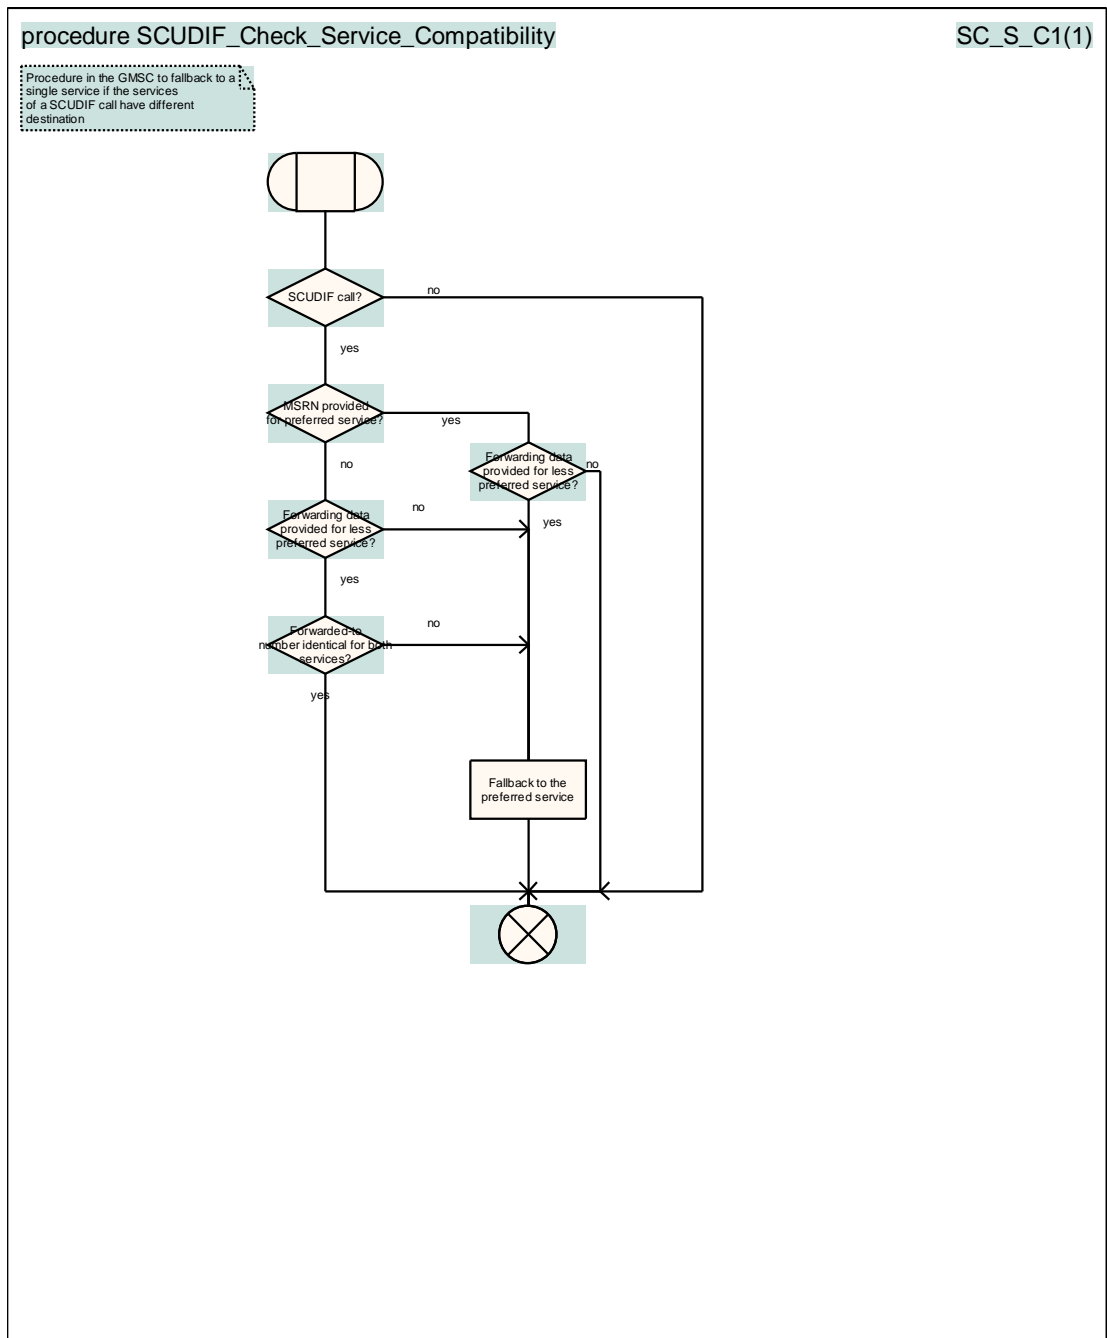 procedure SCUDIF_Check_Service_Compatibility
SC_S_C1(1)
Procedure in the GMSC to fallback to a
single service if the services
of a SCUDIF call have different
destination
SCUDIF call?
no
yes
MSRN provided
for preferred service?
yes
no
Forwarding data
provided for less
preferred service?
no
yes
Forwarding data
provided for less
preferred service?
no
yes
Forwarded-to
number identical for both
services?
no
yes
Fallback to the
preferred service